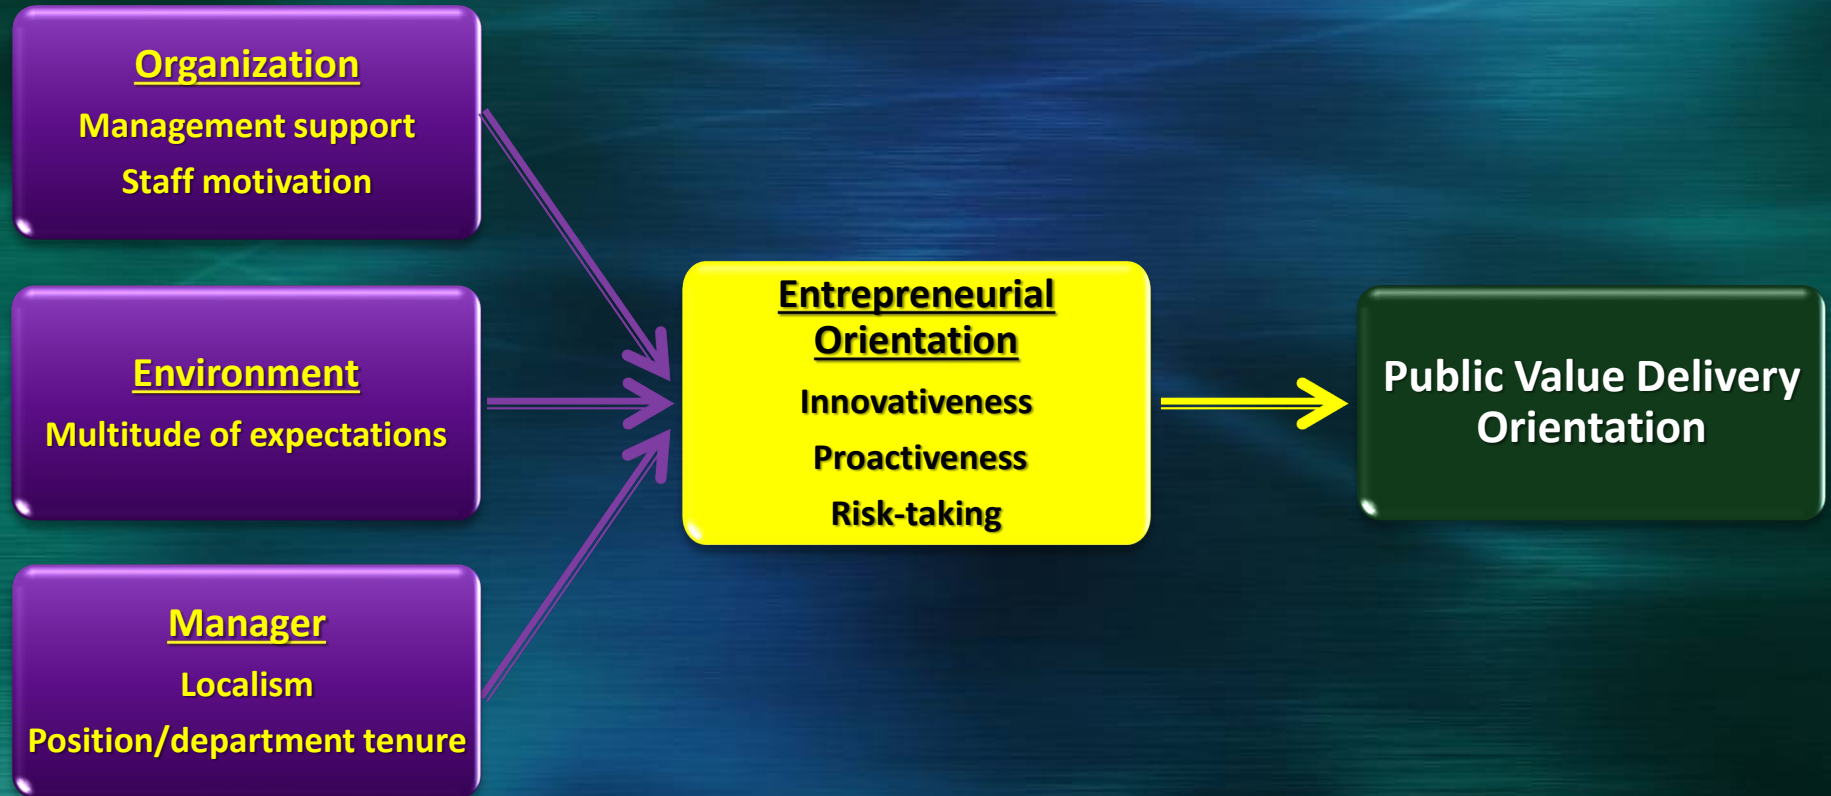 Organization
Management support
Staff motivation
Environment
Multitude of expectations
Manager
Localism
Position/department tenure
Entrepreneurial
Orientation
Innovativeness
Proactiveness
Risk-taking
Public Value Delivery
Orientation